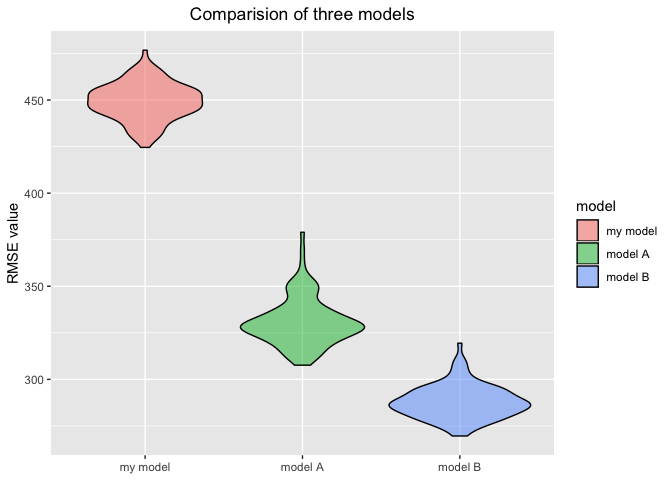 Comparision of three models
RMSE value
450
400
350
300
my model
model A
model B
model
my model
model A
model B